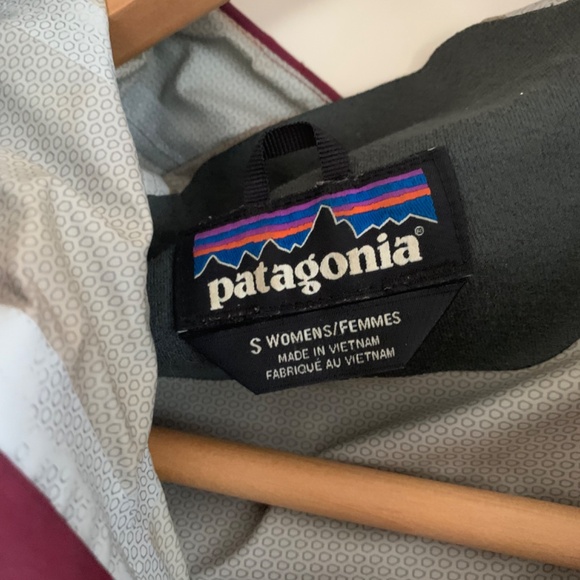 patagonia®
S WOMENS/FEMMES
MADE IN VIETNAM
FABRIQUÉ AU VIETNAM